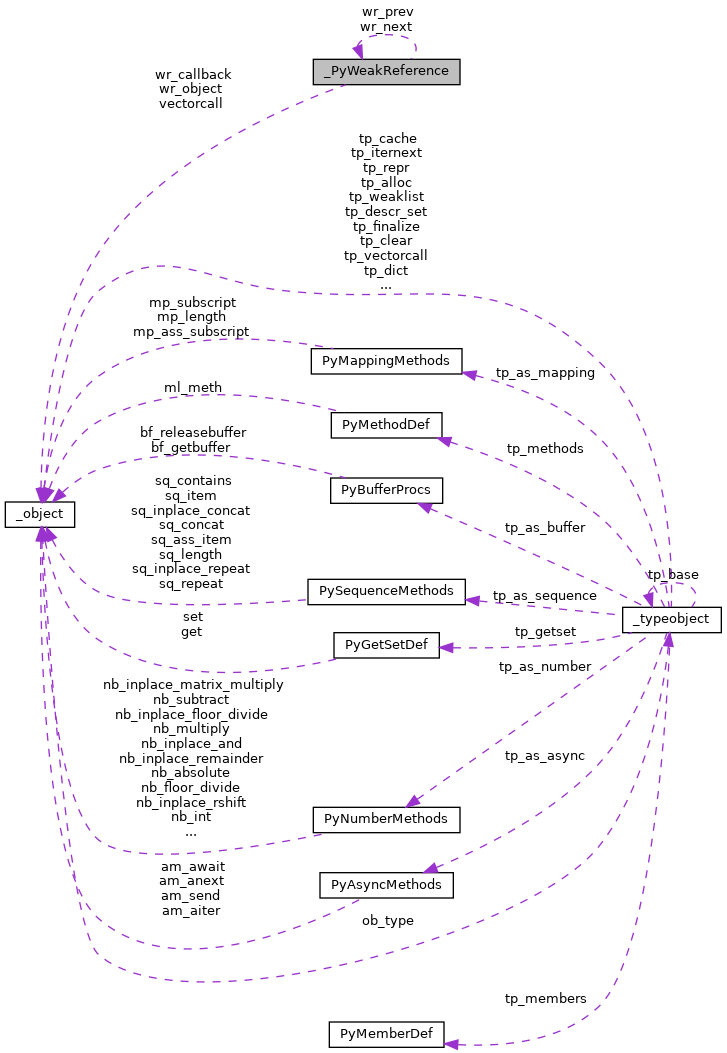 wr_prev
wr_next
_PyWeakReference
wr_callback
wr_object
vectorcall
tp_cache
tp_iternext
tp_repr
tp_alloc
tp_weaklist
tp_descr_set
tp_finalize
tp_clear
tp_vectorcall
tp_dict
...
mp_subscript
mp_length
mp_ass_subscript
PyMappingMethods
tp_as_mapping
ml_meth
PyMethodDef
tp_methods
bf_releasebuffer
bf_getbuffer
PyBufferProcs
_object
tp_as_buffer
sq_contains
sq_item
sq_inplace_concat
sq_concat
sq_ass_item
sq_length
sq_inplace_repeat
sq_repeat
PySequenceMethods
tp_as_sequence
tp_base
_typeobject
set
get
PyGetSetDef
tp_getset
tp_as_number
nb_inplace_matrix_multiply
nb_subtract
nb_inplace_floor_divide
nb_multiply
nb_inplace_and
nb_inplace_remainder
nb_absolute
nb_floor_divide
nb_inplace_rshift
nb_int
...
PyNumberMethods
tp_as_async
am_await
am_anext
am_send
am_aiter
PyAsyncMethods
ob_type
tp_members
PyMemberDef